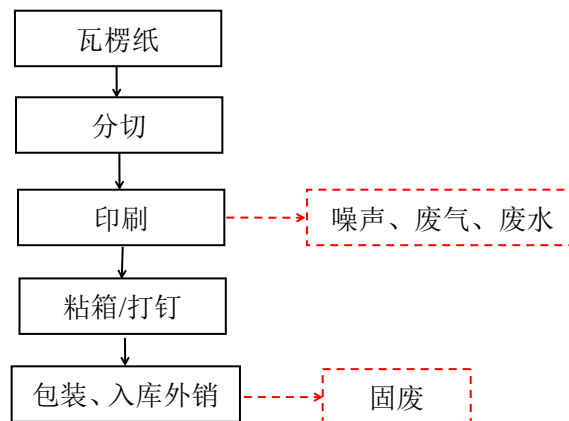 瓦楞纸
分切
印刷
噪声、废气、废水
粘箱/打钉
包装、入库外销
固废